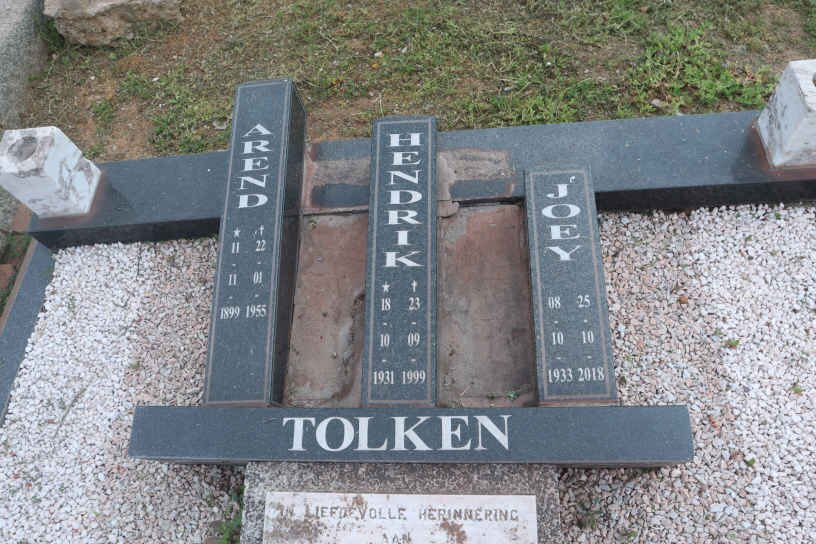 AREND
* †
11 22
- -
11 01
- -
1899 1955
HENDRIK
* †
18 23
- -
10 09
- -
1931 1999
JOEY
08 25
- -
10 10
- -
1933 2018
TOLKEN
IN LIEFDEVOLLE HERINNERING
AAN